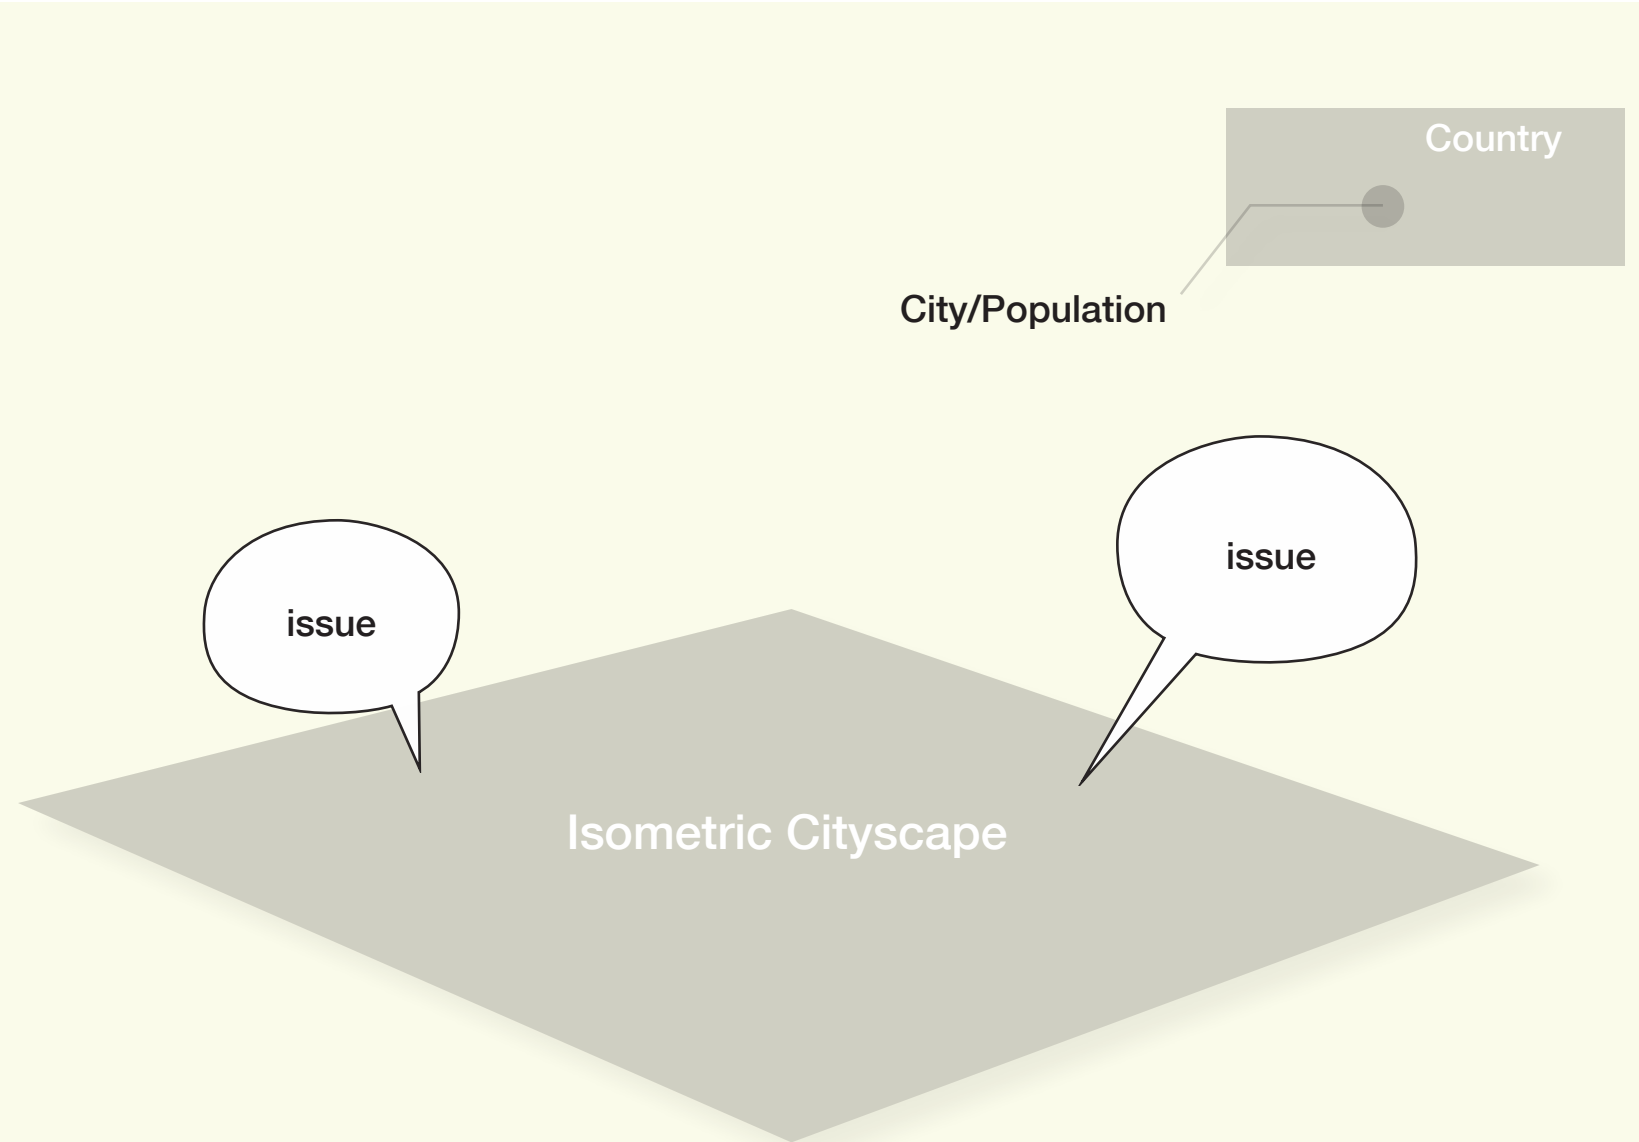 Country
City/Population
issue
issue
Isometric Cityscape